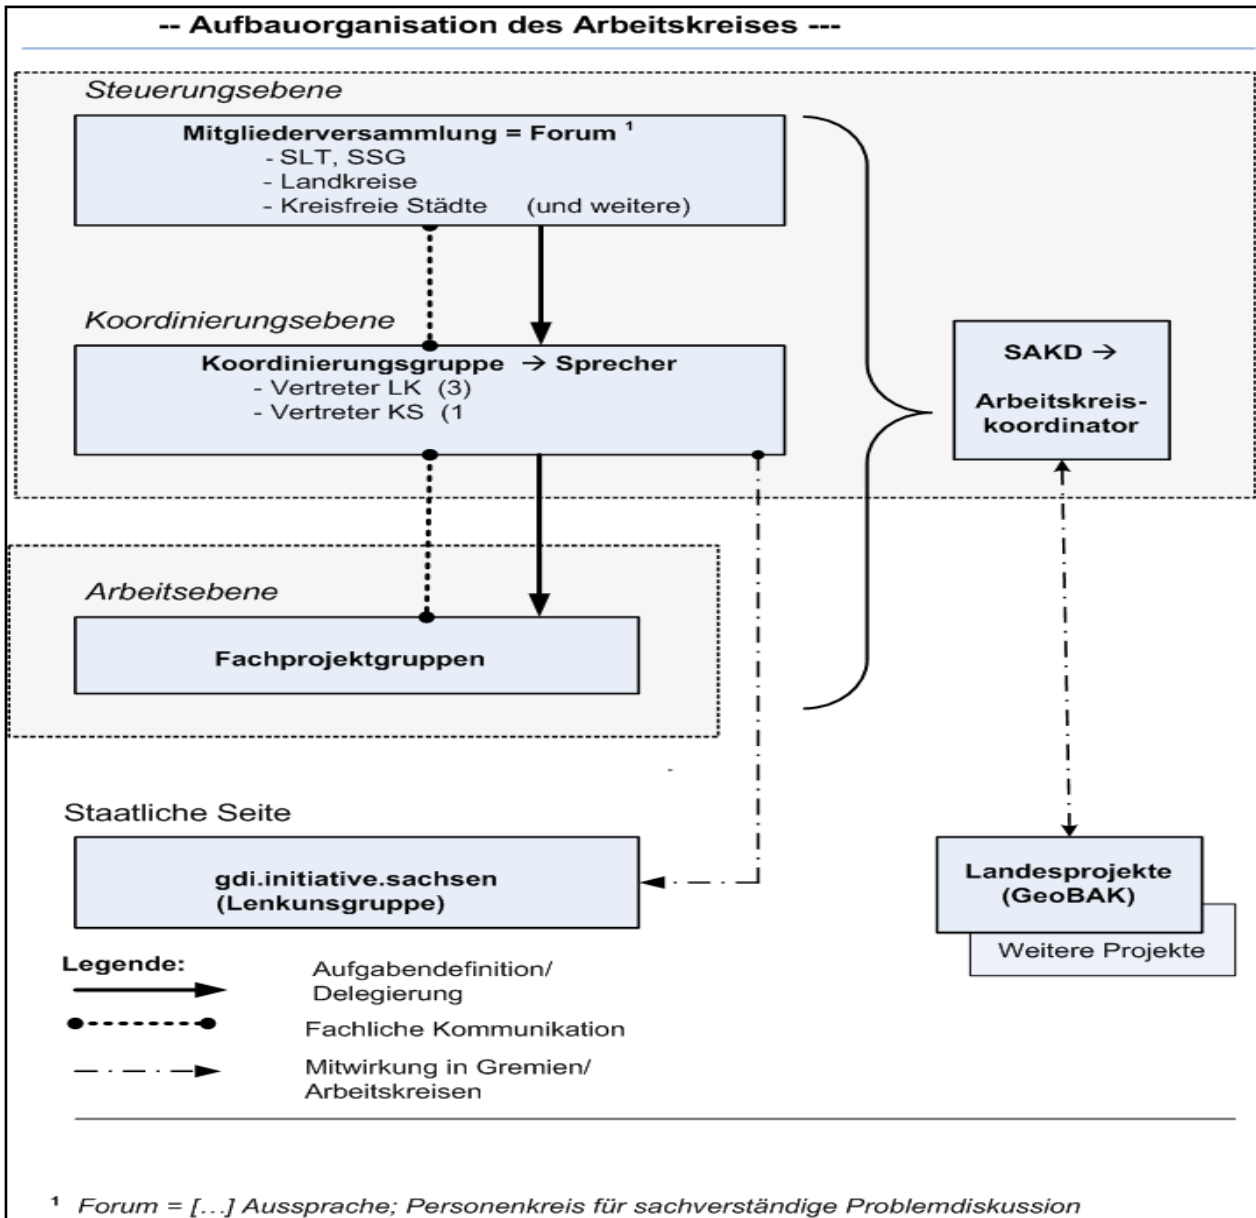 -- Aufbauorganisation des Arbeitskreises ---
Steuerungsebene
Mitgliederversammlung = Forum ¹
- SLT, SSG
- Landkreise
- Kreisfreie Städte (und weitere)
Koordinierungsebene
Koordinierungsgruppe → Sprecher
- Vertreter LK (3)
- Vertreter KS (1
SAKD →
Arbeitskreis-
koordinator
Arbeitsebene
Fachprojektgruppen
Staatliche Seite
gdi.initiative.sachsen
(Lenkunsgruppe)
Landesprojekte
(GeoBAK)
Weitere Projekte
Legende:
Aufgabendefinition/
Delegierung
Fachliche Kommunikation
Mitwirkung in Gremien/
Arbeitskreisen
¹ Forum = [...] Aussprache; Personenkreis für sachverständige Problemdiskussion